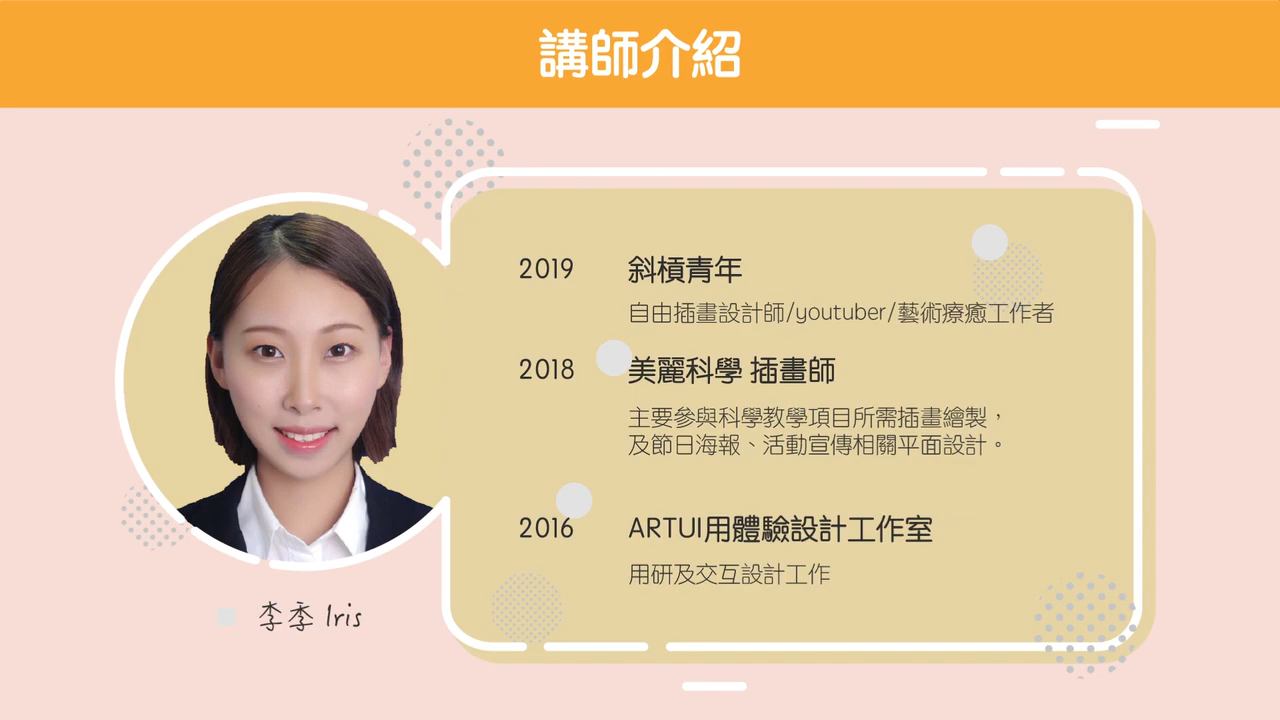 講師介紹
2019 斜槓青年
自由插畫設計師/youtuber/藝術療癒工作者
2018 美麗科學 插畫師
主要參與科學教學項目所需插畫繪製，
及節日海報、活動宣傳相關平面設計。
2016 ARTUI用體驗設計工作室
用研及交互設計工作
李季 Iris